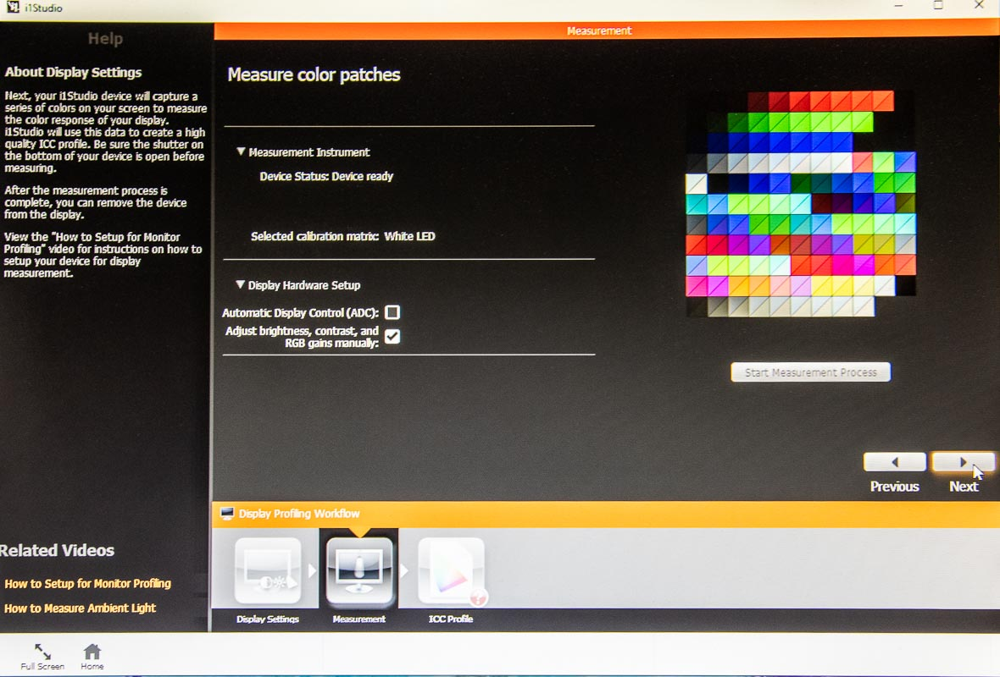 i1Studio
Help
Measurement
About Display Settings
Next, your i1Studio device will capture a
series of colors on your screen to measure
the color response of your display.
i1Studio will use this data to create a high
quality ICC profile. Be sure the shutter on
the bottom of your device is open before
measuring.
After the measurement process is
complete, you can remove the device
from the display.
View the "How to Setup for Monitor
Profiling" video for instructions on how to
setup your device for display
measurement.
Related Videos
How to Setup for Monitor Profiling
How to Measure Ambient Light
Measure color patches
Measurement Instrument
Device Status: Device ready
Selected calibration matrix: White LED
Display Hardware Setup
Automatic Display Control (ADC):
Adjust brightness, contrast, and
RGB gains manually:
Start Measurement Process
Previous
Next
Display Profiling Workflow
Display Settings
Measurement
ICC Profile
Full Screen
Home